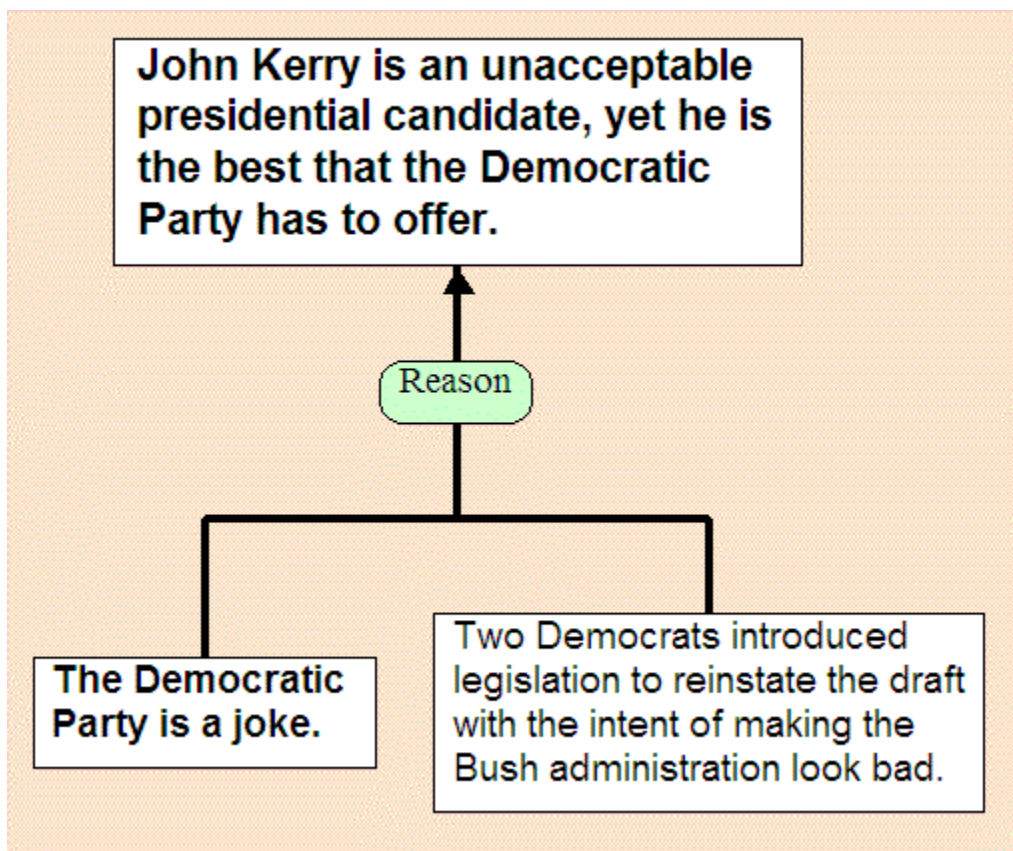 John Kerry is an unacceptable
presidential candidate, yet he is
the best that the Democratic
Party has to offer.
Reason
The Democratic
Party is a joke.
Two Democrats introduced
legislation to reinstate the draft
with the intent of making the
Bush administration look bad.